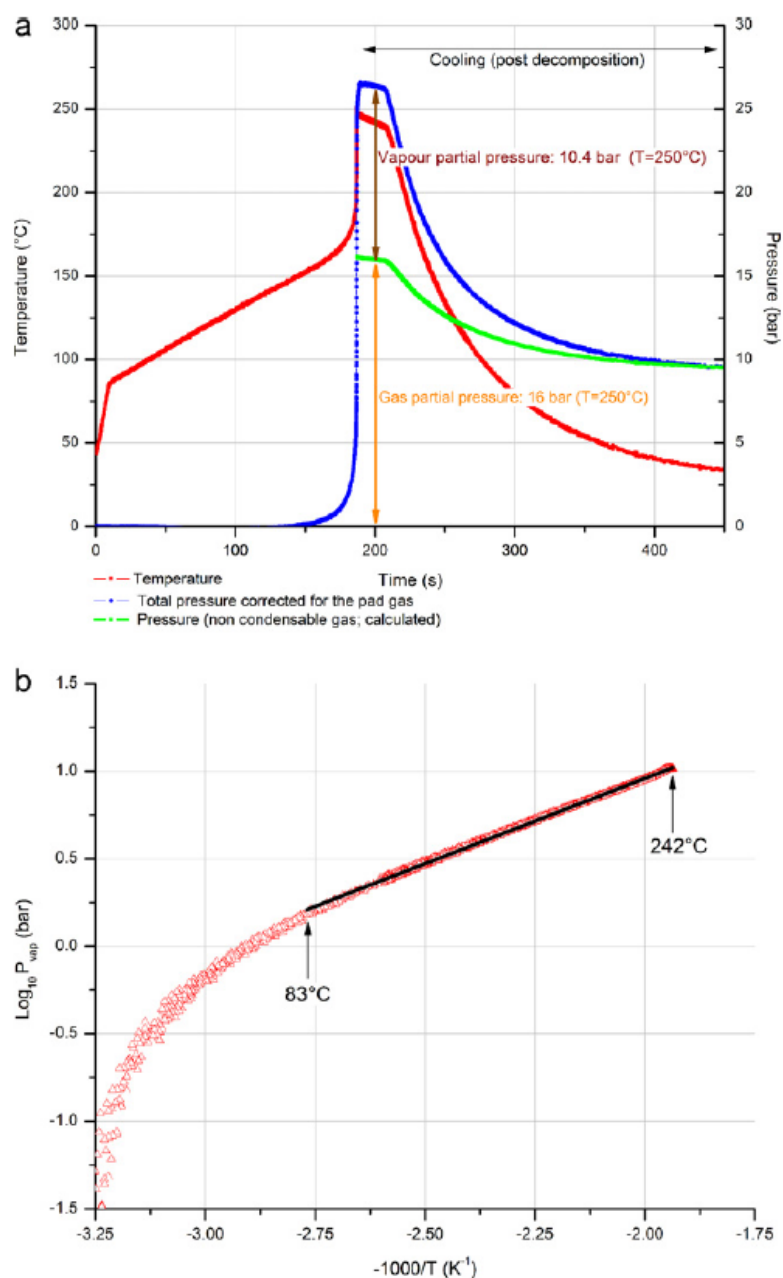 a
300
250
200
150
100
50
0
Temperature (°C)
30
25
20
15
10
5
0
Pressure (bar)
Cooling (post decomposition)
Vapour partial pressure: 10.4 bar (T=250°C)
Gas partial pressure: 16 bar (T=250°C)
0 100 200 300 400
Time (s)
Temperature
Total pressure corrected for the pad gas
Pressure (non condensable gas; calculated)
b
1.5
1.0
0.5
0.0
-0.5
-1.0
-1.5
Log10 Pvap (bar)
242°C
83°C
-3.25 -3.00 -2.75 -2.50 -2.25 -2.00 -1.75
-1000/T (K-1)